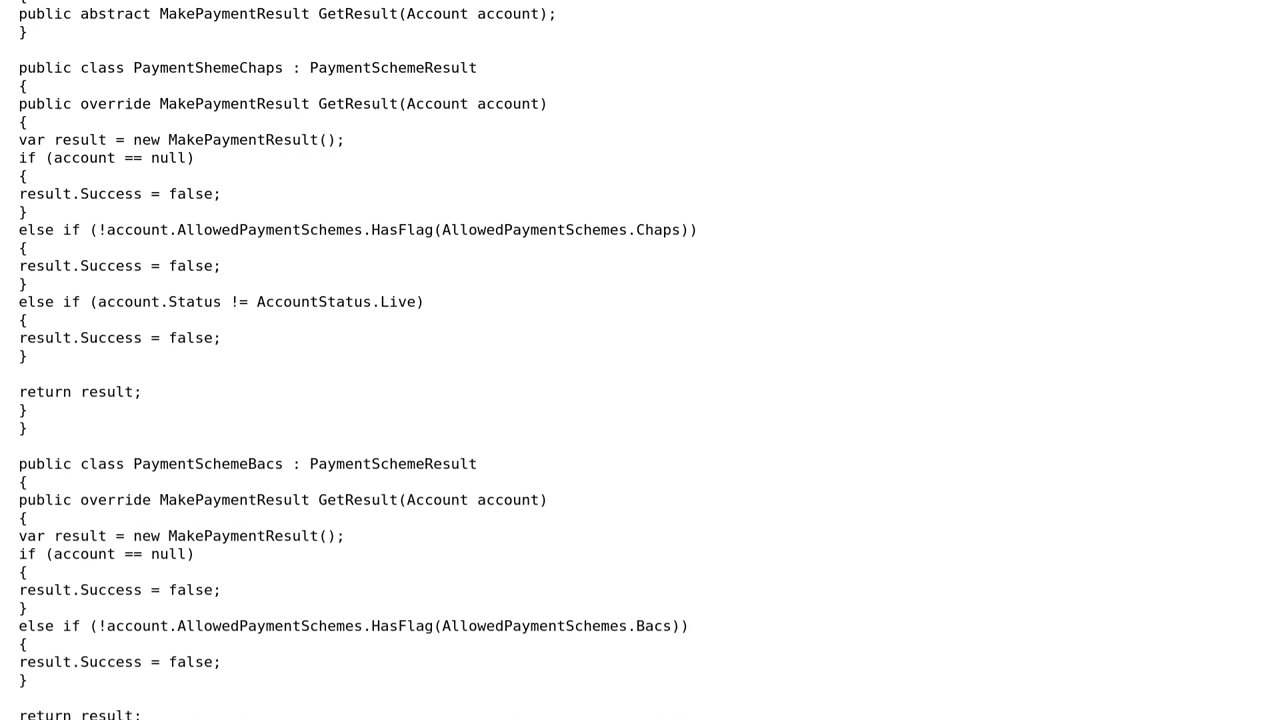 {
public abstract MakePaymentResult GetResult(Account account);
}
public class PaymentShemeChaps : PaymentSchemeResult
{
public override MakePaymentResult GetResult(Account account)
{
var result = new MakePaymentResult();
if (account == null)
{
result.Success = false;
}
else if (!account.AllowedPaymentSchemes.HasFlag(AllowedPaymentSchemes.Chaps))
{
result.Success = false;
}
else if (account.Status != AccountStatus.Live)
{
result.Success = false;
}
return result;
}
}
public class PaymentSchemeBacs : PaymentSchemeResult
{
public override MakePaymentResult GetResult(Account account)
{
var result = new MakePaymentResult();
if (account == null)
{
result.Success = false;
}
else if (!account.AllowedPaymentSchemes.HasFlag(AllowedPaymentSchemes.Bacs))
{
result.Success = false;
}
return result;